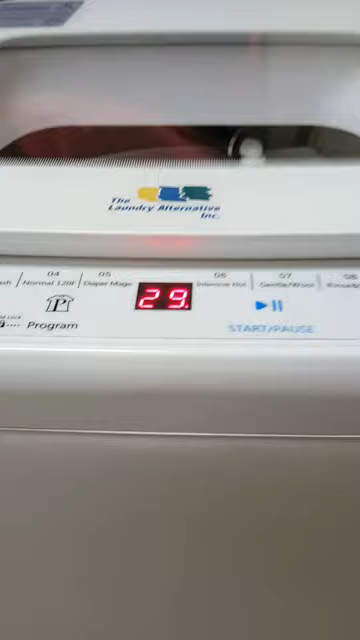 The
Laundry Alternative
Inc.
04 05 06 07 08
Normal 120F Diaper Magic 29. Intensive Hot Gentle/Wool
P
Lock
Program START/PAUSE